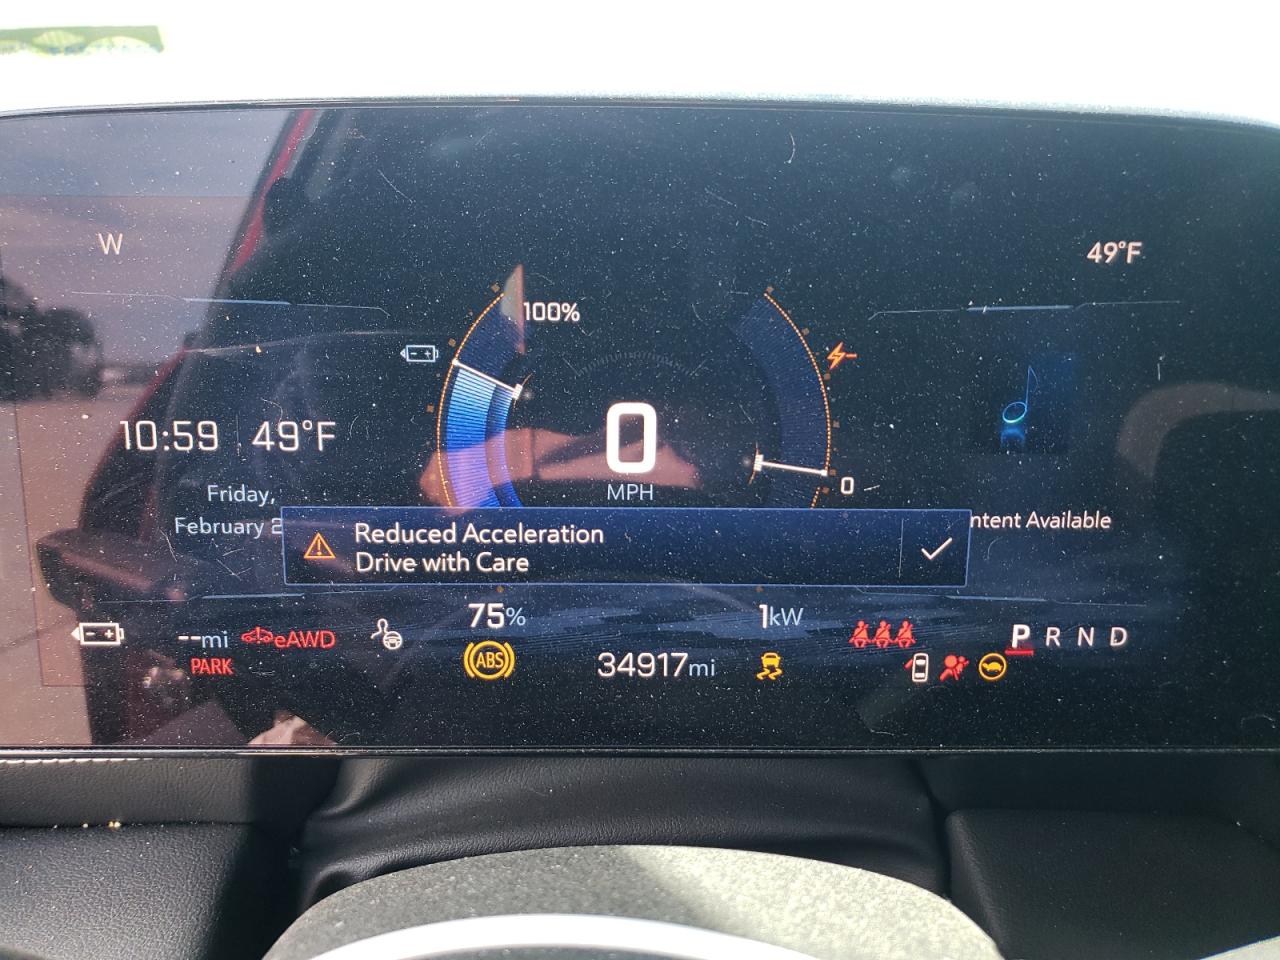 W
49°F
100%
10:59 49°F
0
MPH
0
Friday,
February 2
ntent Available
Reduced Acceleration
Drive with Care
75%
1kW
--mi
eAWD
P R N D
PARK
ABS
34917mi